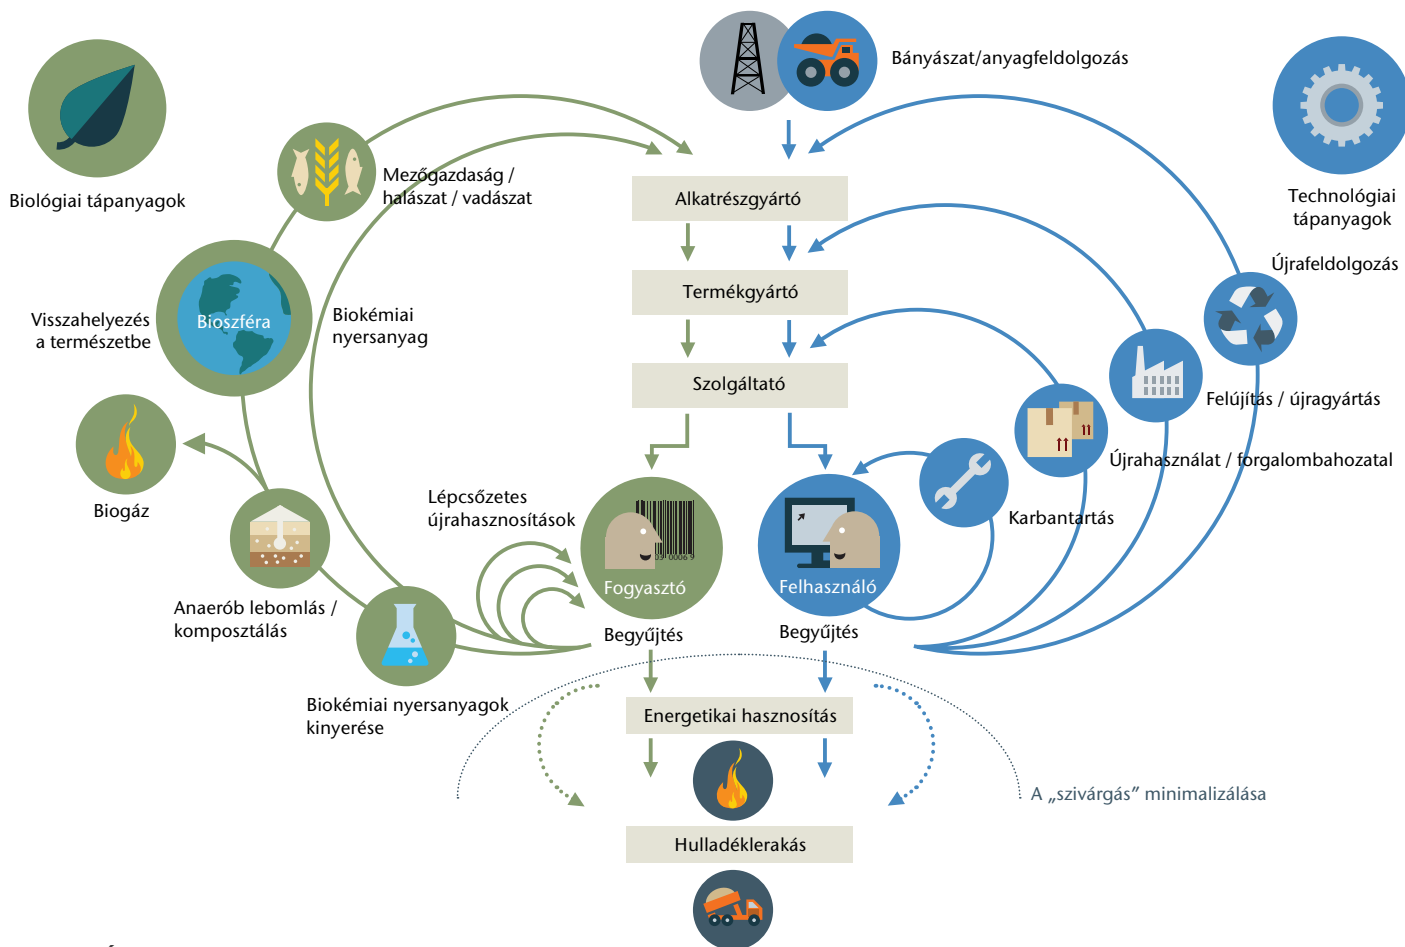 Bányászat/anyagfeldolgozás
Biológiai tápanyagok
Mezőgazdaság /
halászat / vadászat
Alkatrészgyártó
Technológiai
tápanyagok
Újrafeldolgozás
Termékgyártó
Visszahelyezés
a természetbe
Bioszféra
Biokémiai
nyersanyag
Szolgáltató
Felújítás / újragyártás
Újrahasználat / forgalombahozatal
Biogáz
Lépcsőzetes
újrahasznosítások
Karbantartás
03 00069
Fogyasztó
Felhasználó
Anaerób lebomlás /
komposztálás
Begyűjtés
Begyűjtés
Biokémiai nyersanyagok
kinyerése
Energetikai hasznosítás
A „szivárgás” minimalizálása
Hulladéklerakás